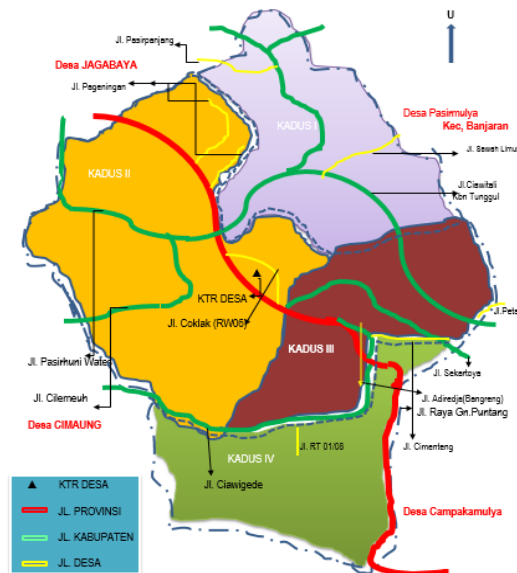 U
Jl. Pasirpanjang
Desa JAGABAYA
Jl. Pageningan
Desa Pasirmulya
Kec, Banjaran
KADUS I
Jl. Sawah Limu
KADUS II
Jl.Ciawitali
Kbn Tunggul
KTR DESA
Jl. Coklak (RW06)
Jl.Pete
KADUS III
Jl. Pasirhuni Wates
Jl. Sekartoya
Jl. Cilemeuh
Jl. Adiredja(Bangreng)
Jl. Raya Gn.Puntang
Desa CIMAUNG
Jl. RT 01/08
Jl. Cimenteng
KADUS IV
Jl. Ciawigede
KTR DESA
JL. PROVINSI
JL. KABUPATEN
JL. DESA
Desa Campakamulya